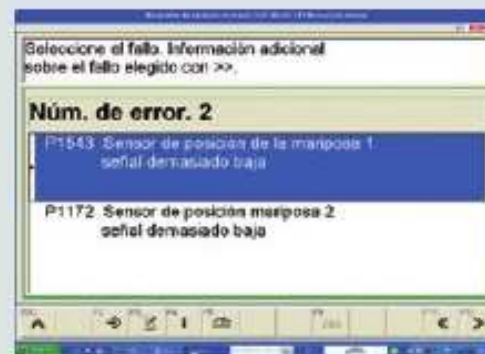 Seleccione el fallo. Información adicional
sobre el fallo elegido con >>.
Núm. de error. 2
P1543 Sensor de posición de la mariposa 1
señal demasiado baja
P1172 Sensor de posición mariposa 2
señal demasiado baja